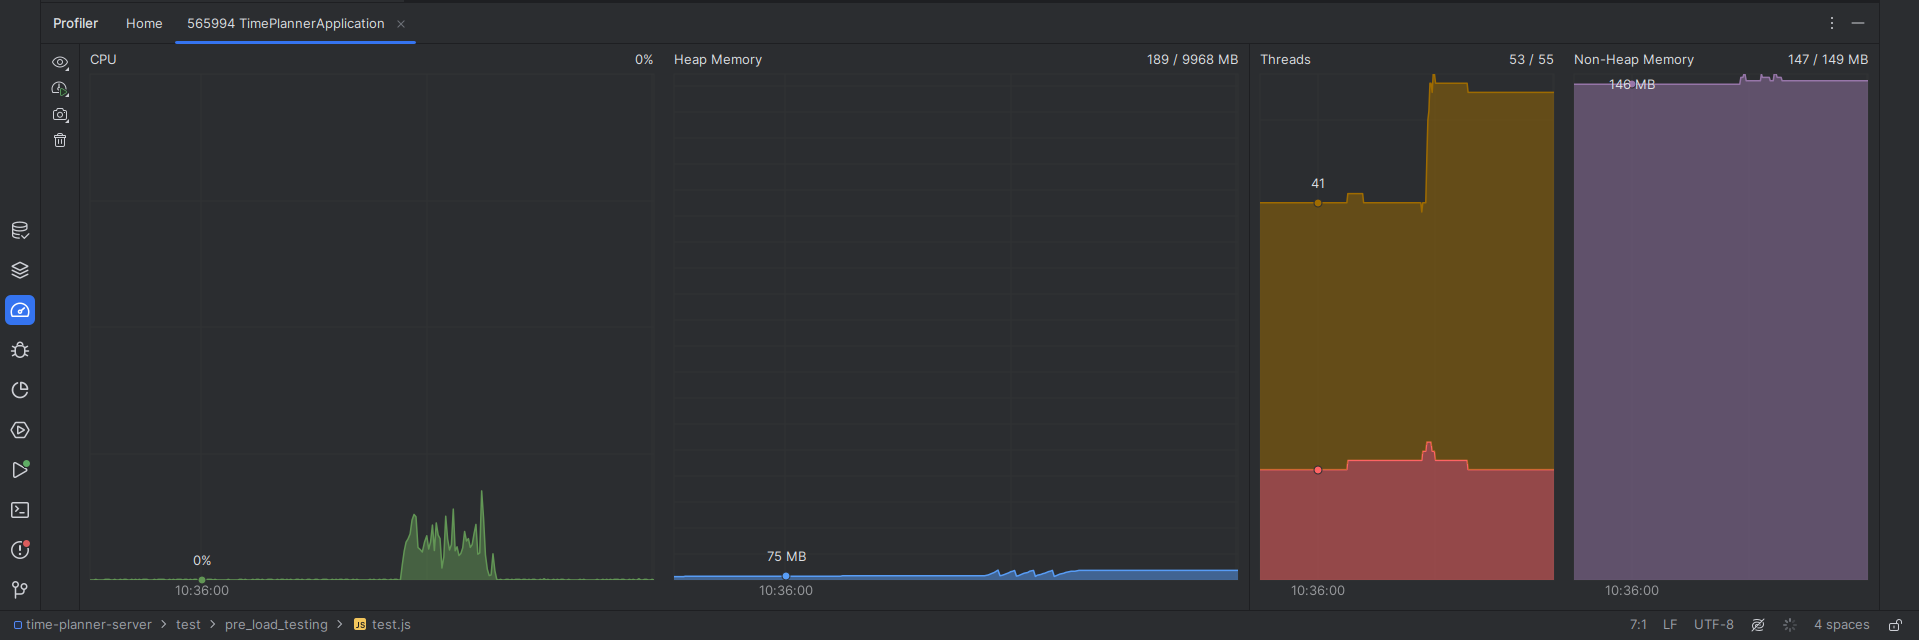 Profiler Home 565994 TimePlannerApplication
CPU 0% Heap Memory 189 / 9968 MB Threads 53 / 55 Non-Heap Memory 147 / 149 MB
146 MB
41
0% 75 MB
10:36:00 10:36:00 10:36:00 10:36:00
time-planner-server test pre_load_testing JS test.js 7:1 LF UTF-8 4 spaces